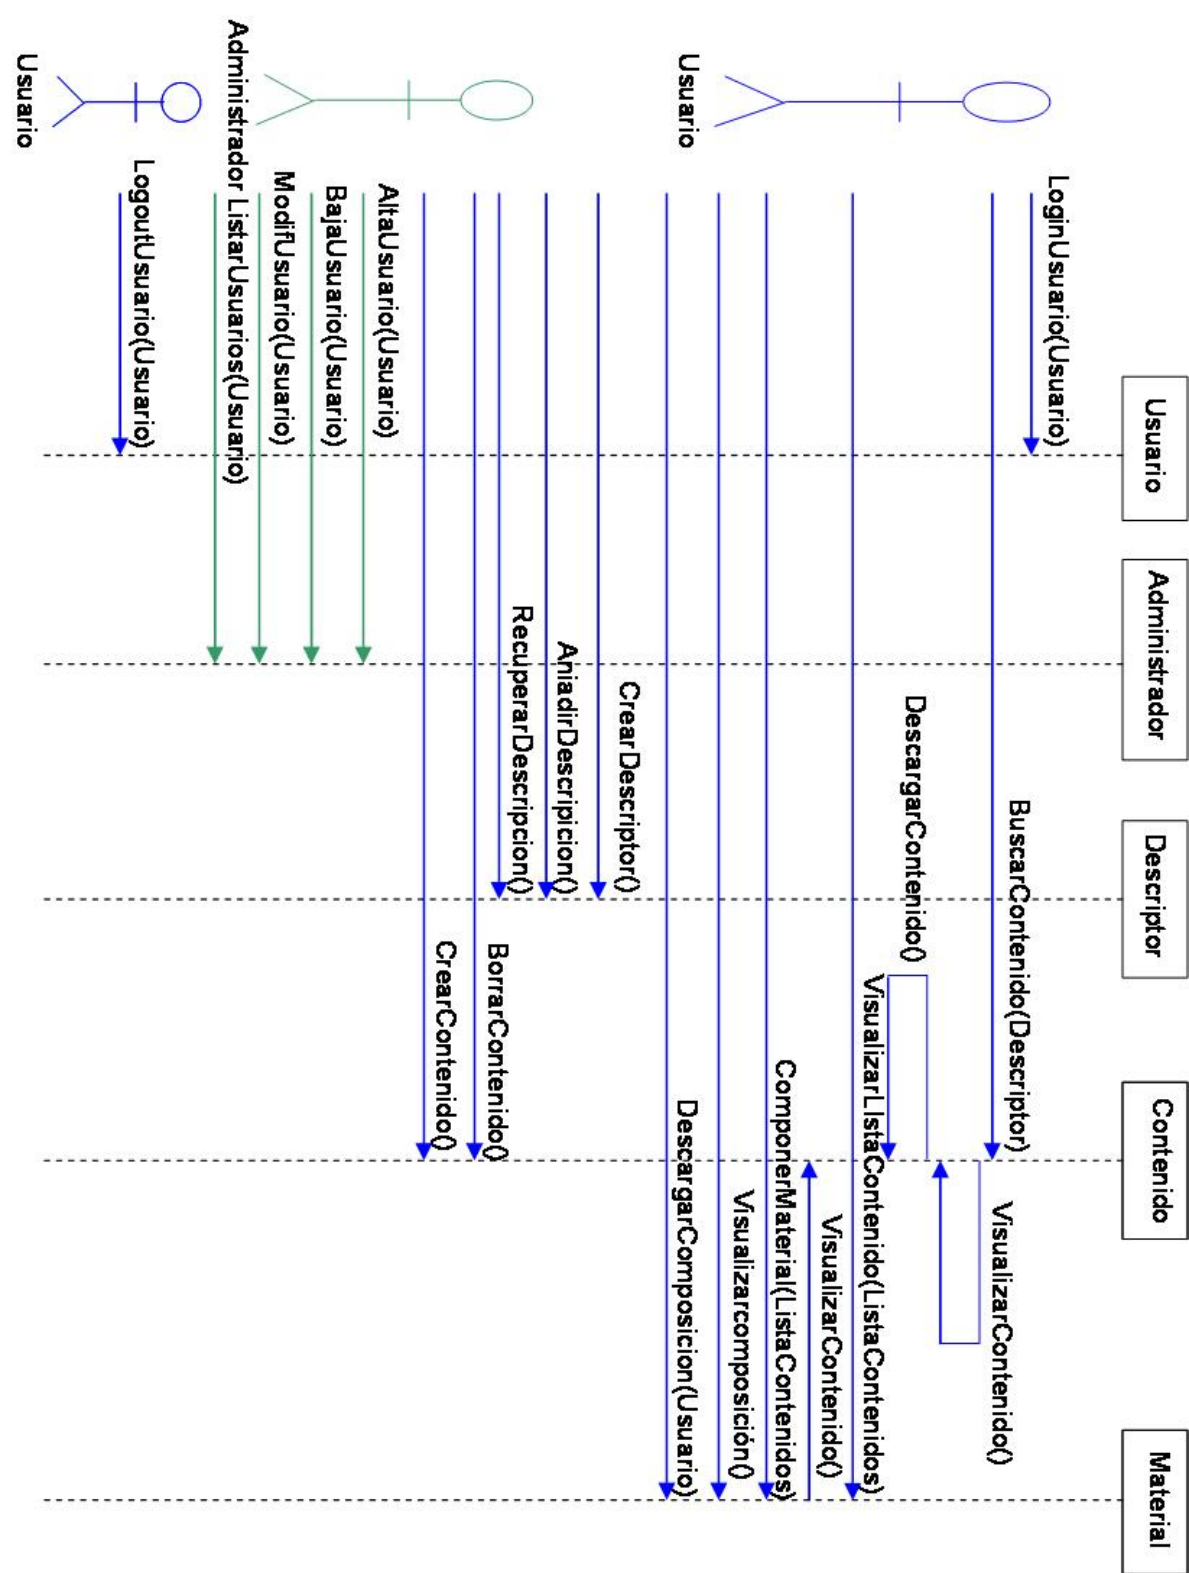 Usuario
Administrador
Descriptor
Contenido
Material
LoginUsuario(Usuario)
BuscarContenido(Descriptor)
VisualizarContenido()
DescargarContenido()
VisualizarLIstaContenido(ListaContenidos)
VisualizarContenido()
ComponerMaterial(ListaContenidos)
Visualizarcomposición()
Usuario
DescargarComposicion(Usuario)
CrearDescriptor()
AniadirDescripicion()
RecuperarDescripcion()
BorrarContenido()
CrearContenido()
AltaUsuario(Usuario)
BajaUsuario(Usuario)
ModifUsuario(Usuario)
Administrador ListarUsuarios(Usuario)
LogoutUsuario(Usuario)
Usuario